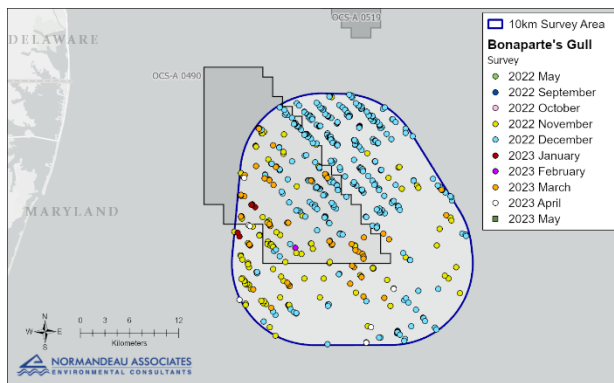 DELAWARE
MARYLAND
OCS-A 0519
OCS-A 0490
10km Survey Area
Bonaparte's Gull
Survey
2022 May
2022 September
2022 October
2022 November
2022 December
2023 January
2023 February
2023 March
2023 April
2023 May
N
W E
S
0 3 6 12
Kilometers
NORMANDEAU ASSOCIATES
ENVIRONMENTAL CONSULTANTS